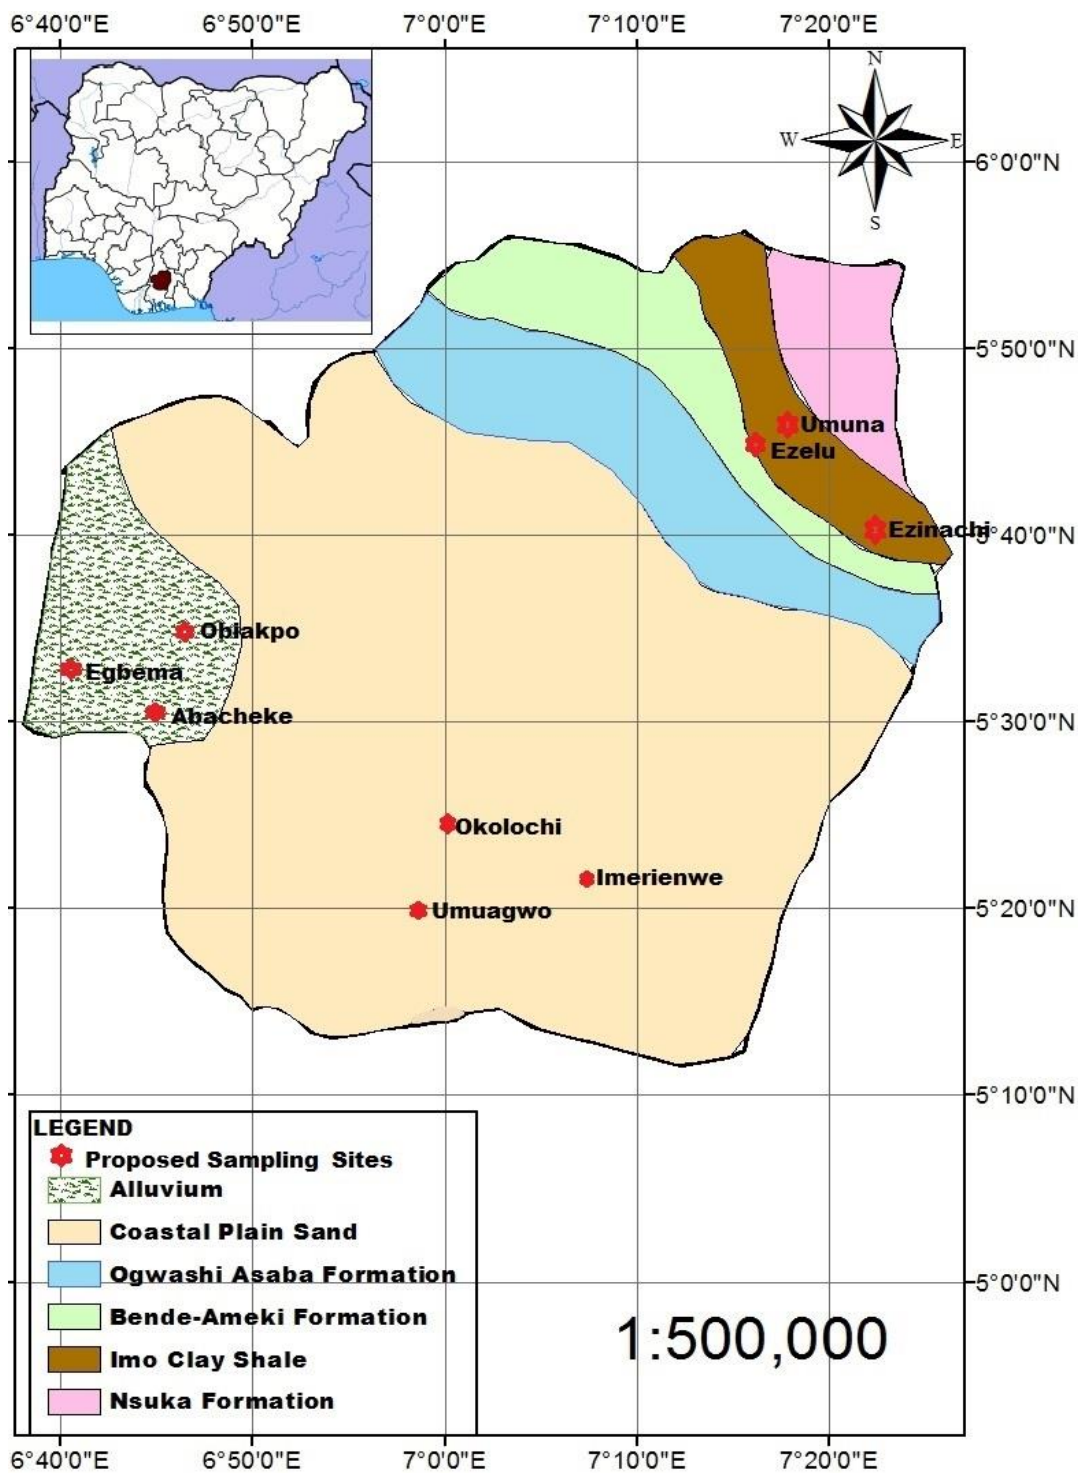 6°40'0"E 6°50'0"E 7°0'0"E 7°10'0"E 7°20'0"E
N
W E
S
6°0'0"N
5°50'0"N
Umuna
Ezelu
Ezinachi
5°40'0"N
Obiakpo
Egbema
Abacheke
5°30'0"N
Okolochi
Imerienwe
Umuagwo
5°20'0"N
5°10'0"N
LEGEND
Proposed Sampling Sites
Alluvium
Coastal Plain Sand
Ogwashi Asaba Formation
Bende-Ameki Formation
Imo Clay Shale
Nsuka Formation
5°0'0"N
1:500,000
6°40'0"E 6°50'0"E 7°0'0"E 7°10'0"E 7°20'0"E